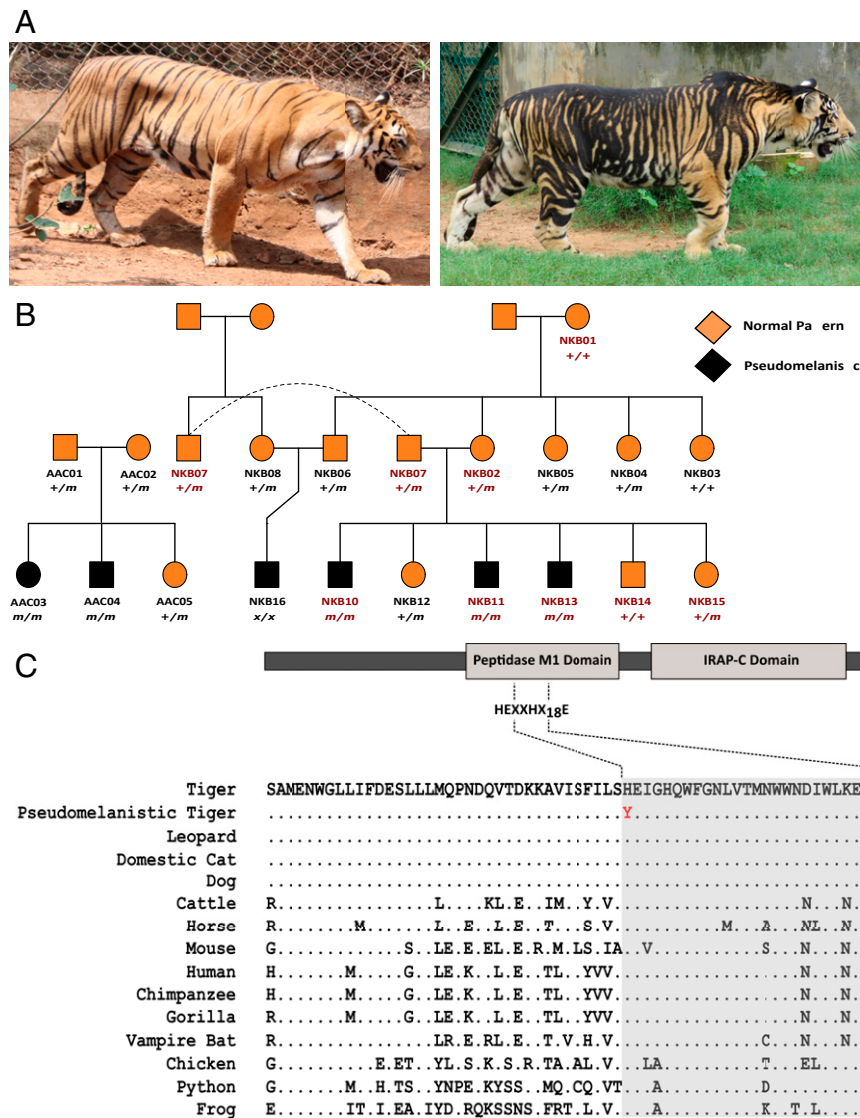 A
B
Normal Pa ern
Pseudomelanis c
NKB01
+/+
AAC01
+/m
AAC02
+/m
NKB07
+/m
NKB08
+/m
NKB06
+/m
NKB07
+/m
NKB02
+/m
NKB05
+/m
NKB04
+/m
NKB03
+/+
AAC03
m/m
AAC04
m/m
AAC05
+/m
NKB16
x/x
NKB10
m/m
NKB12
+/m
NKB11
m/m
NKB13
m/m
NKB14
+/+
NKB15
+/m
C
Peptidase M1 Domain IRAP-C Domain
HEXXHX18E
Tiger SAMENWGLLIFDESLLLMQPNDQVTDKKAVISFILSHEIGHQWFGNLVTMNWWNDIWLKE
Pseudomelanistic Tiger ....................................Y.......................
Leopard ............................................................
Domestic Cat ............................................................
Dog ............................................................
Cattle R................L....KL.E..IM..Y.V...................N...N.
Horse R........M.......L..E..L.E..T...S.V...........M...A...NL..N.
Mouse G.............S..LE.E.EL.E.R.M.LS.IA..V...........S...N...N.
Human H.......M.....G..LE.K..L.E..TL..YVV...................N...N.
Chimpanzee H.......M.....G..LE.K..L.E..TL..YVV...................N...N.
Gorilla H.......M.....G..LE.K..L.E..TL..YVV...................N...N.
Vampire Bat R................LR.E.RL.E..T.V.H.V...............C...N...N.
Chicken G..........E.ET..YL.S.K.S.R.TA.AL.V...LA..........T...EL....
Python G.......M..H.TS..YNPE.KYSS..MQ.CQ.VT...A..........D.........
Frog E.......IT.I.EA.IYD.RQKSSNS.FRT.L.V....A..........K..T.I....